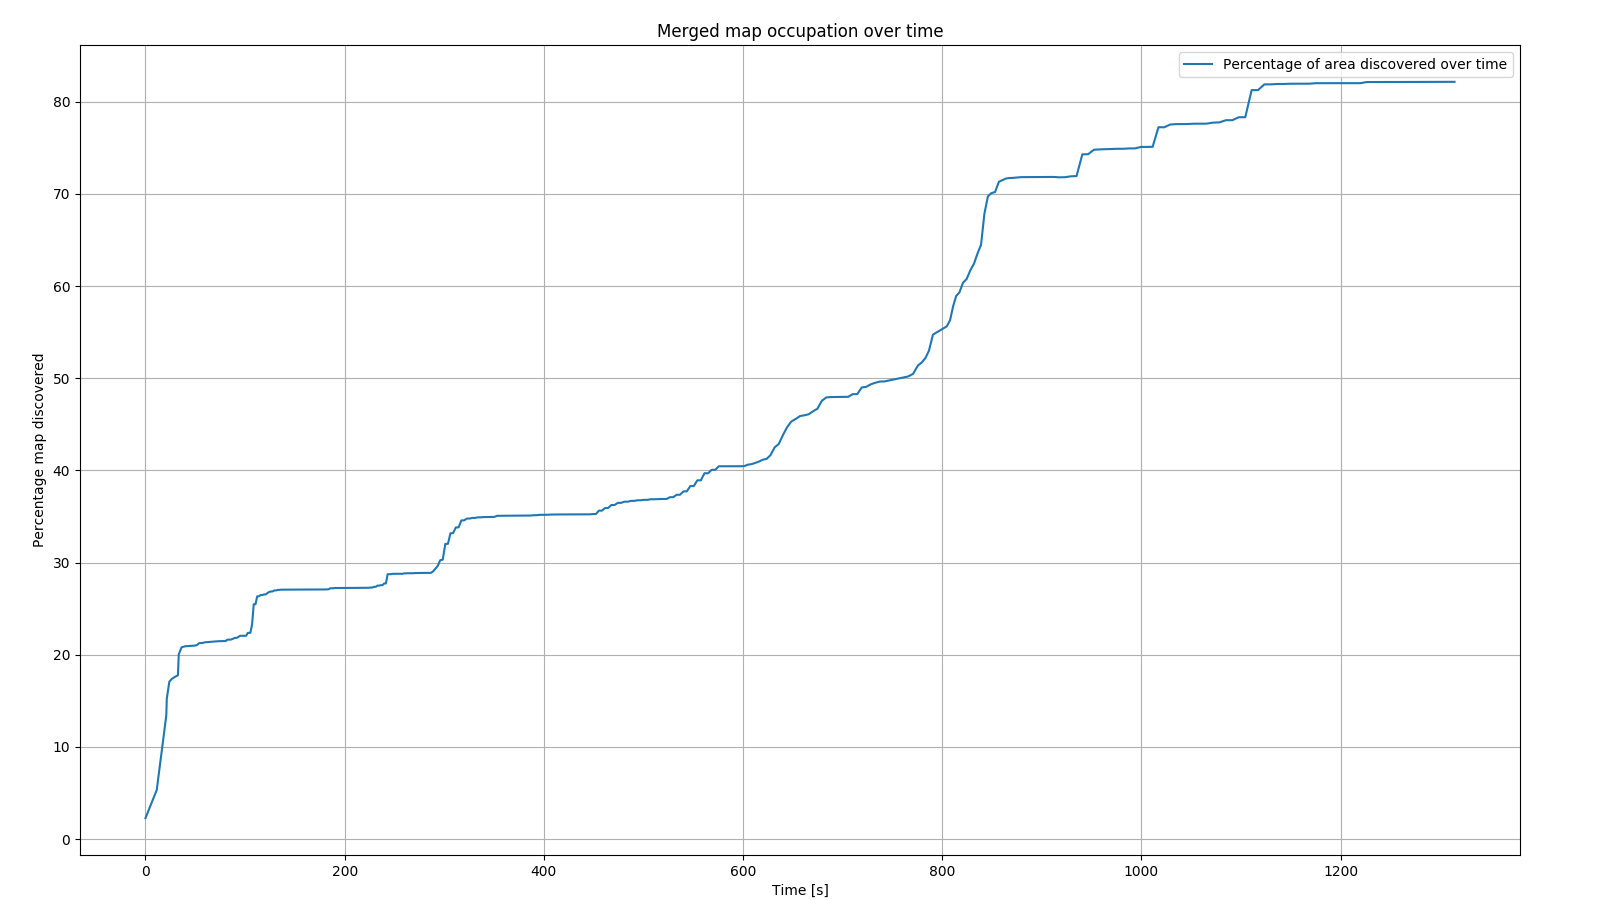 Merged map occupation over time
Percentage of area discovered over time
Percentage map discovered
80
70
60
50
40
30
20
10
0
0 200 400 600 800 1000 1200
Time [s]